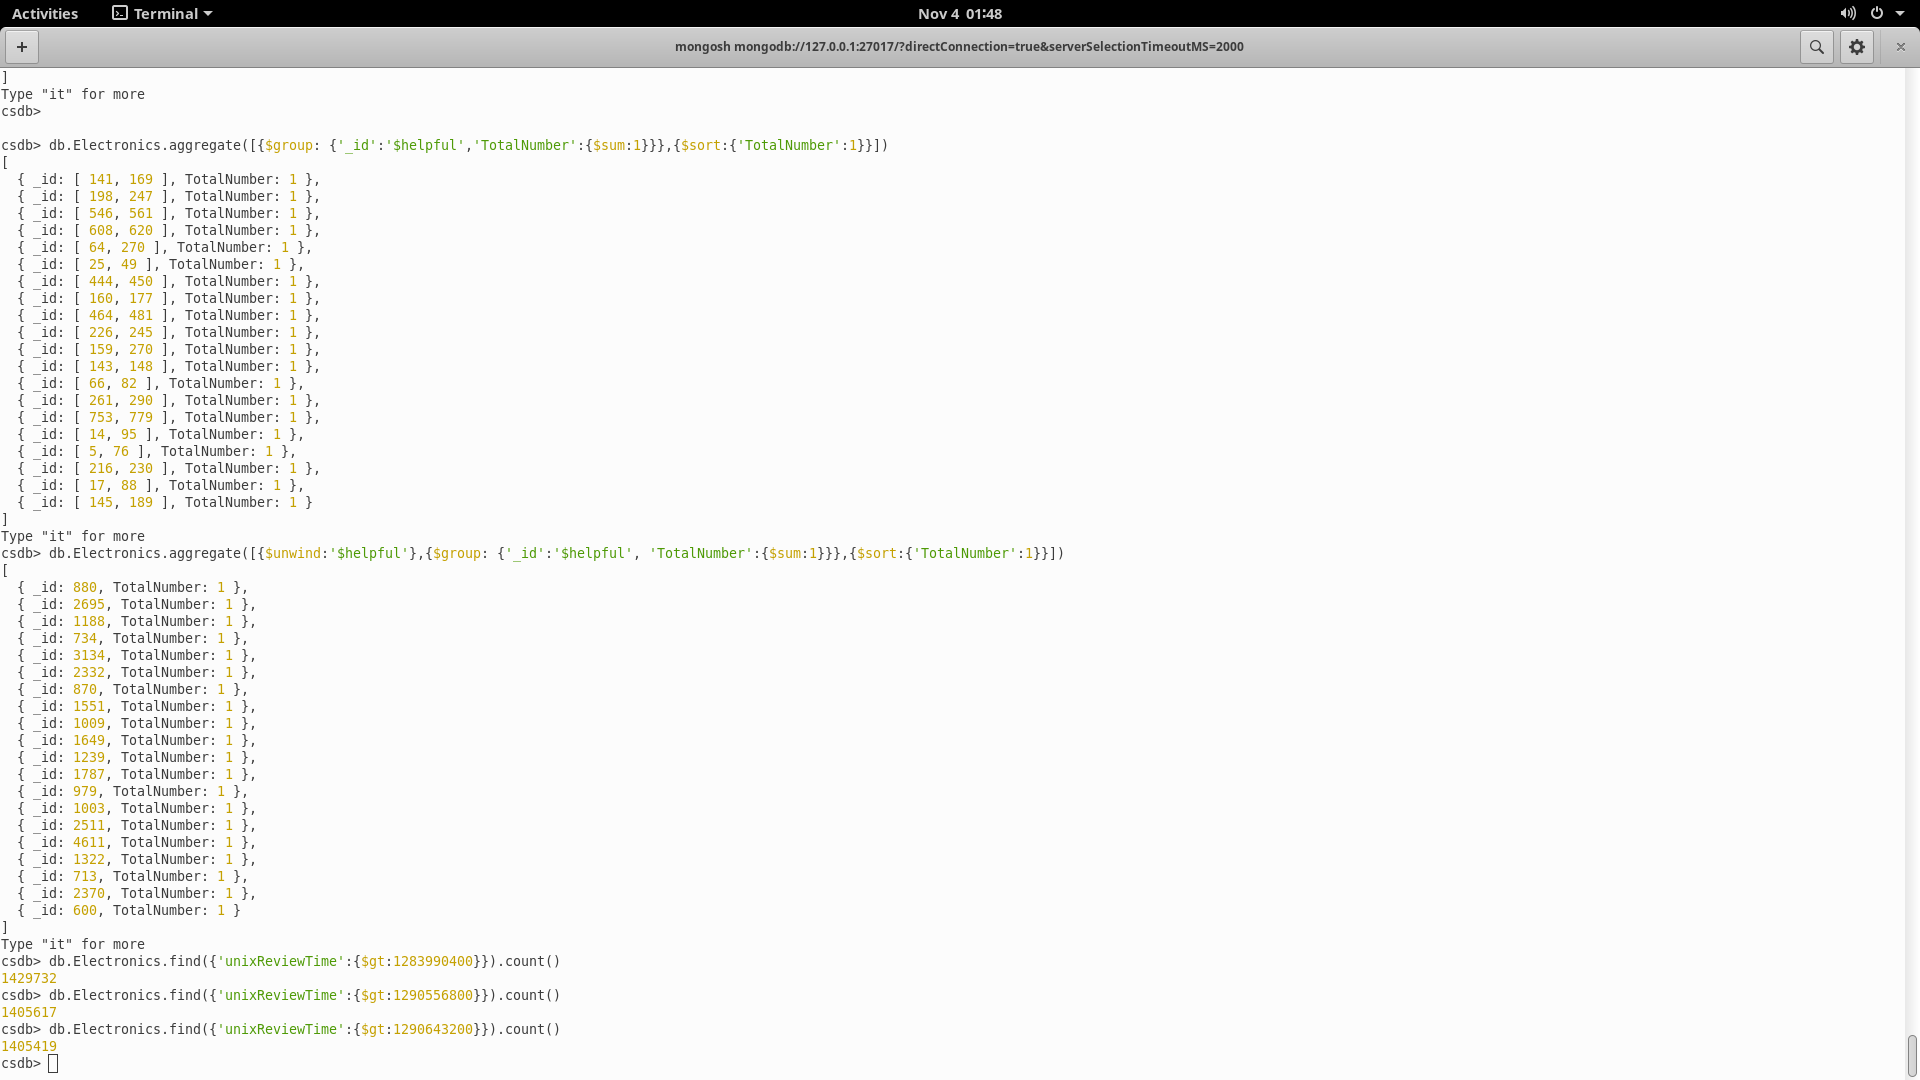 Activities
Terminal
Nov 4 01:48
mongosh mongodb://127.0.0.1:27017/?directConnection=true&serverSelectionTimeoutMS=2000
]
Type "it" for more
csdb>
csdb> db.Electronics.aggregate([{$group: {'_id':'$helpful','TotalNumber':{$sum:1}}},{$sort:{'TotalNumber':1}}])
[
  { _id: [ 141, 169 ], TotalNumber: 1 },
  { _id: [ 198, 247 ], TotalNumber: 1 },
  { _id: [ 546, 561 ], TotalNumber: 1 },
  { _id: [ 608, 620 ], TotalNumber: 1 },
  { _id: [ 64, 270 ], TotalNumber: 1 },
  { _id: [ 25, 49 ], TotalNumber: 1 },
  { _id: [ 444, 450 ], TotalNumber: 1 },
  { _id: [ 160, 177 ], TotalNumber: 1 },
  { _id: [ 464, 481 ], TotalNumber: 1 },
  { _id: [ 226, 245 ], TotalNumber: 1 },
  { _id: [ 159, 270 ], TotalNumber: 1 },
  { _id: [ 143, 148 ], TotalNumber: 1 },
  { _id: [ 66, 82 ], TotalNumber: 1 },
  { _id: [ 261, 290 ], TotalNumber: 1 },
  { _id: [ 753, 779 ], TotalNumber: 1 },
  { _id: [ 14, 95 ], TotalNumber: 1 },
  { _id: [ 5, 76 ], TotalNumber: 1 },
  { _id: [ 216, 230 ], TotalNumber: 1 },
  { _id: [ 17, 88 ], TotalNumber: 1 },
  { _id: [ 145, 189 ], TotalNumber: 1 }
]
Type "it" for more
csdb> db.Electronics.aggregate([{$unwind:'$helpful'},{$group: {'_id':'$helpful', 'TotalNumber':{$sum:1}}},{$sort:{'TotalNumber':1}}])
[
  { _id: 880, TotalNumber: 1 },
  { _id: 2695, TotalNumber: 1 },
  { _id: 1188, TotalNumber: 1 },
  { _id: 734, TotalNumber: 1 },
  { _id: 3134, TotalNumber: 1 },
  { _id: 2332, TotalNumber: 1 },
  { _id: 870, TotalNumber: 1 },
  { _id: 1551, TotalNumber: 1 },
  { _id: 1009, TotalNumber: 1 },
  { _id: 1649, TotalNumber: 1 },
  { _id: 1239, TotalNumber: 1 },
  { _id: 1787, TotalNumber: 1 },
  { _id: 979, TotalNumber: 1 },
  { _id: 1003, TotalNumber: 1 },
  { _id: 2511, TotalNumber: 1 },
  { _id: 4611, TotalNumber: 1 },
  { _id: 1322, TotalNumber: 1 },
  { _id: 713, TotalNumber: 1 },
  { _id: 2370, TotalNumber: 1 },
  { _id: 600, TotalNumber: 1 }
]
Type "it" for more
csdb> db.Electronics.find({'unixReviewTime':{$gt:1283990400}}).count()
1429732
csdb> db.Electronics.find({'unixReviewTime':{$gt:1290556800}}).count()
1405617
csdb> db.Electronics.find({'unixReviewTime':{$gt:1290643200}}).count()
1405419
csdb>